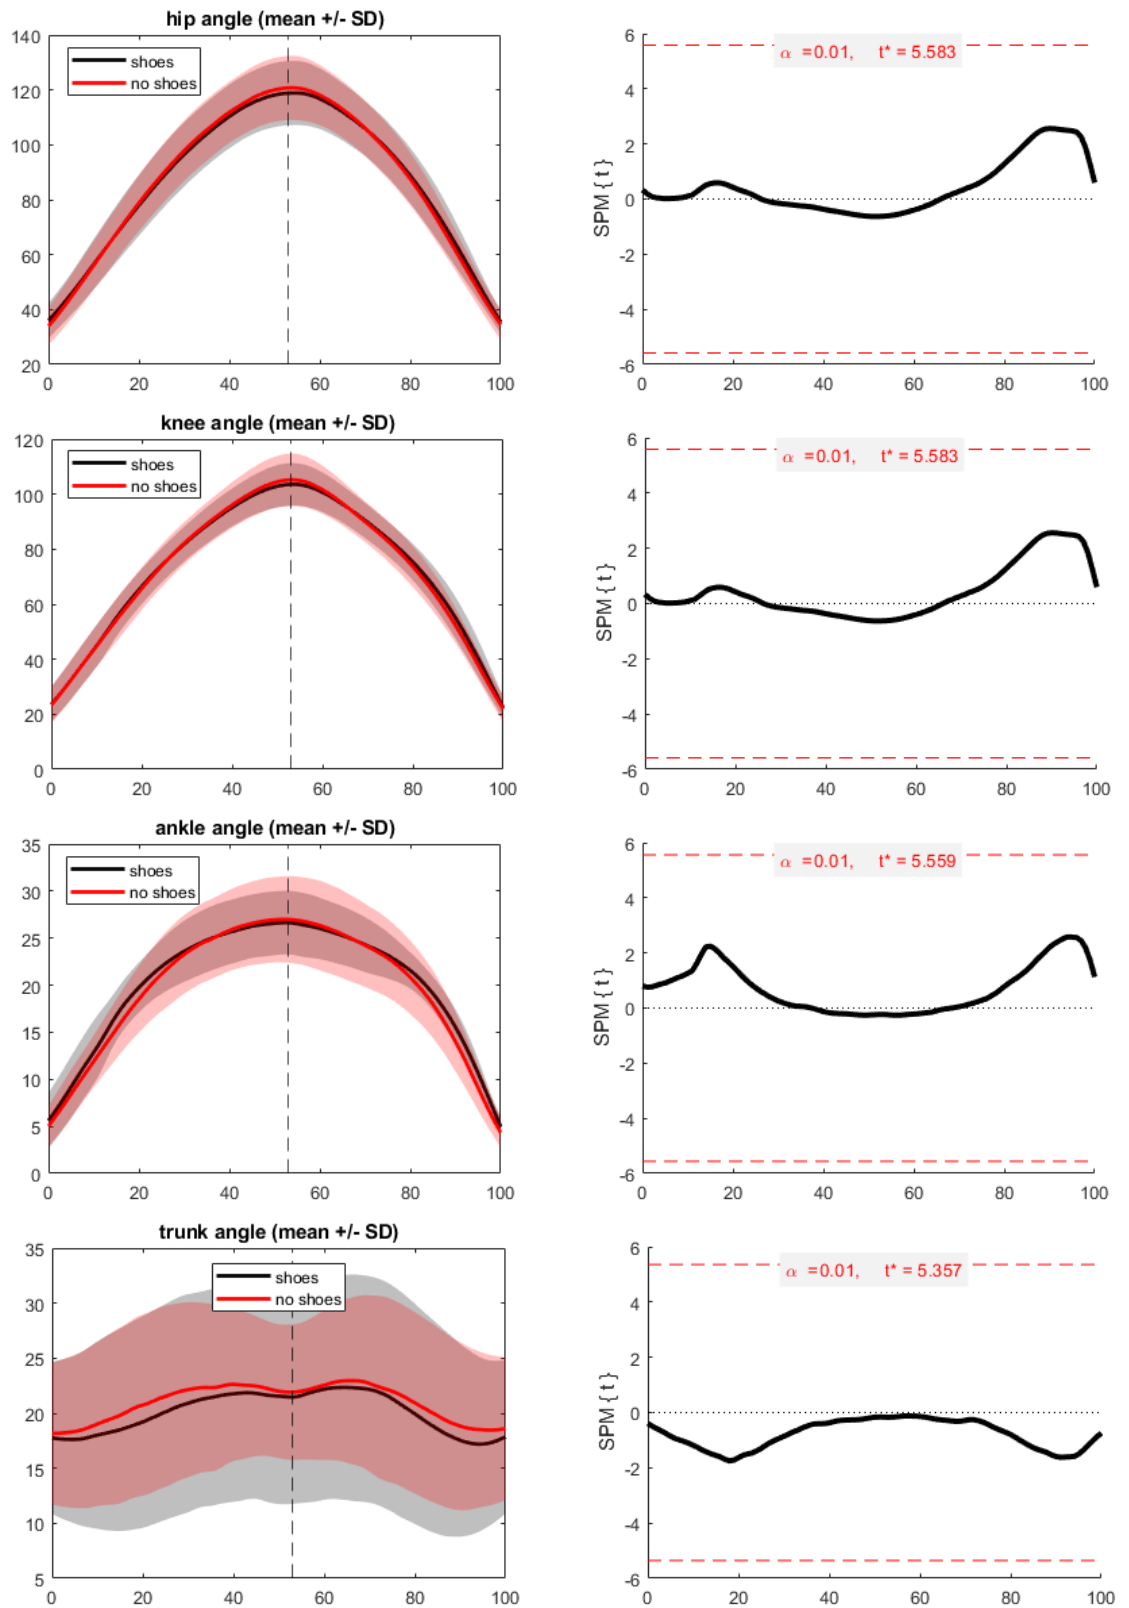 hip angle (mean +/- SD)
140
120
100
80
60
40
20
shoes
no shoes
0 20 40 60 80 100
6
4
2
0
-2
-4
-6
SPM { t }
α =0.01, t* = 5.583
0 20 40 60 80 100
knee angle (mean +/- SD)
120
100
80
60
40
20
0
shoes
no shoes
0 20 40 60 80 100
6
4
2
0
-2
-4
-6
SPM { t }
α =0.01, t* = 5.583
0 20 40 60 80 100
ankle angle (mean +/- SD)
35
30
25
20
15
10
5
0
shoes
no shoes
0 20 40 60 80 100
6
4
2
0
-2
-4
-6
SPM { t }
α =0.01, t* = 5.559
0 20 40 60 80 100
trunk angle (mean +/- SD)
35
30
25
20
15
10
5
shoes
no shoes
0 20 40 60 80 100
6
4
2
0
-2
-4
-6
SPM { t }
α =0.01, t* = 5.357
0 20 40 60 80 100